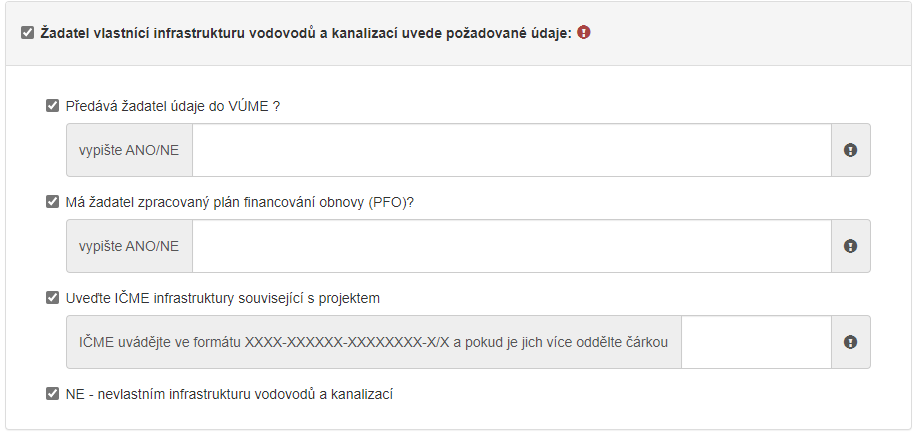 Žadatel vlastnící infrastrukturu vodovodů a kanalizací uvede požadované údaje:
Předává žadatel údaje do VÚME ?
vypište ANO/NE
Má žadatel zpracovaný plán financování obnovy (PFO)?
vypište ANO/NE
Uveďte IČME infrastruktury související s projektem
IČME uvádějte ve formátu XXXX-XXXXXX-XXXXXXXX-X/X a pokud je jich více oddělte čárkou
NE - nevlastním infrastrukturu vodovodů a kanalizací